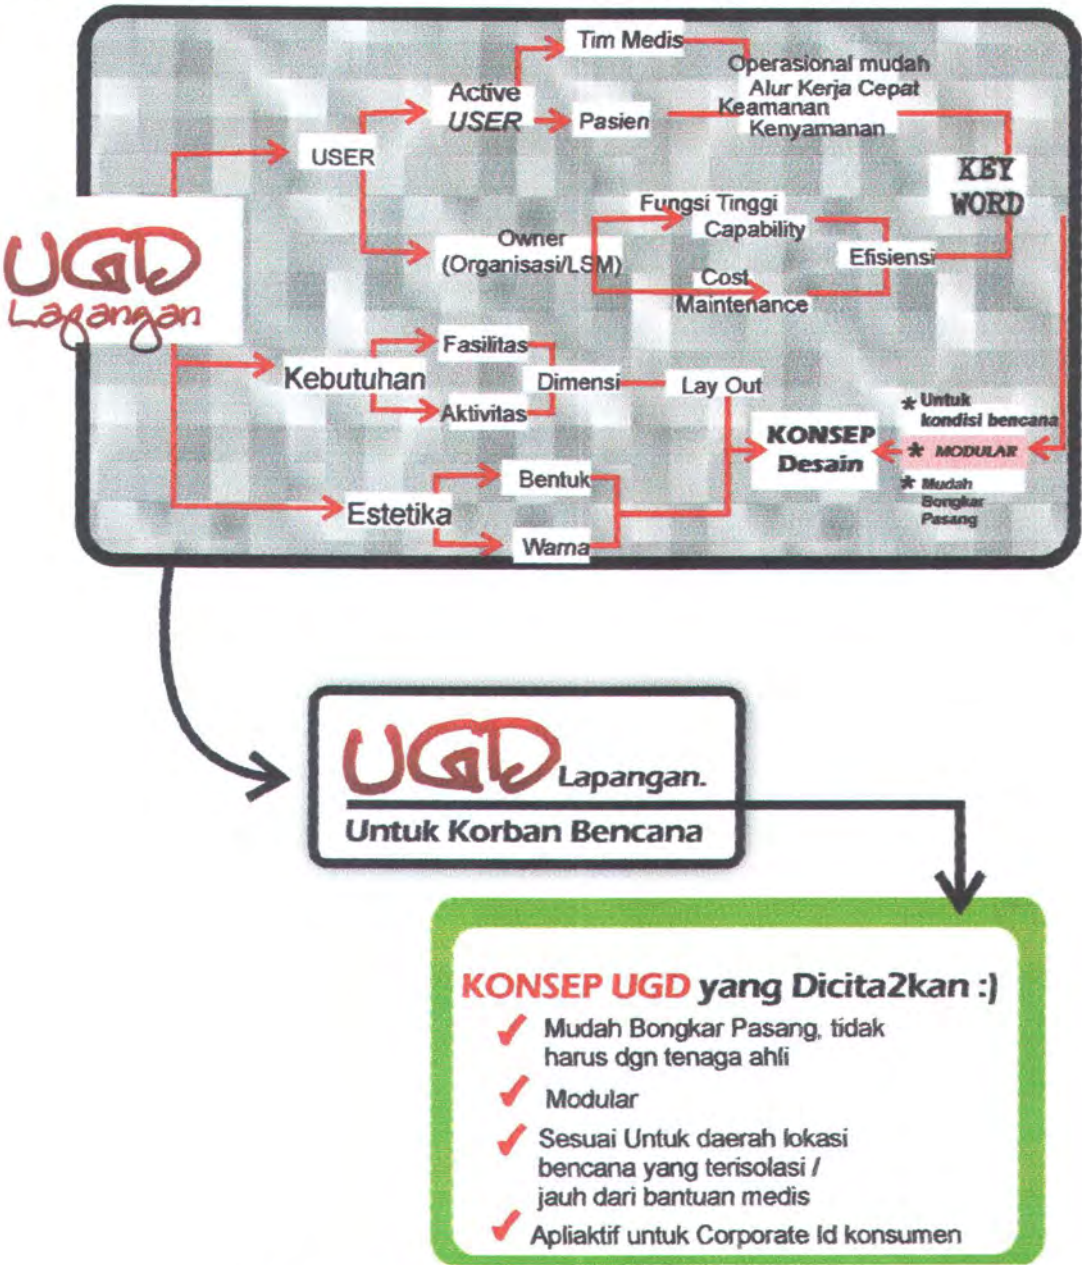 Tim Medis
Operasional mudah
Alur Kerja Cepat
Keamanan
Kenyamanan
Active
USER
Pasien
USER
KEY
WORD
Fungsi Tinggi
Capability
Owner
(Organisasi/LSM)
Efisiensi
Cost
Maintenance
UGD
Lapangan
Fasilitas
Kebutuhan
Dimensi
Lay Out
Aktivitas
* Untuk
kondisi bencana
* MODULAR
* Mudah
Bongkar
Pasang
KONSEP
Desain
Bentuk
Estetika
Warna
UGD Lapangan.
Untuk Korban Bencana
KONSEP UGD yang Dicita2kan :)
✓ Mudah Bongkar Pasang, tidak
harus dgn tenaga ahli
✓ Modular
✓ Sesuai Untuk daerah lokasi
bencana yang terisolasi /
jauh dari bantuan medis
✓ Apliaktif untuk Corporate Id konsumen